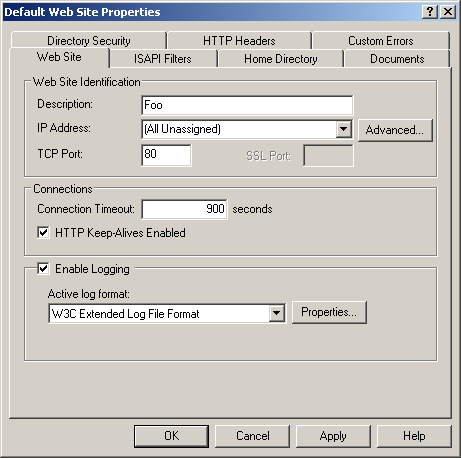 Default Web Site Properties
Directory Security HTTP Headers Custom Errors
Web Site ISAPI Filters Home Directory Documents
Web Site Identification
Description: Foo
IP Address: (All Unassigned) Advanced...
TCP Port: 80 SSL Port:
Connections
Connection Timeout: 900 seconds
HTTP Keep-Alives Enabled
Enable Logging
Active log format:
W3C Extended Log File Format Properties...
OK Cancel Apply Help